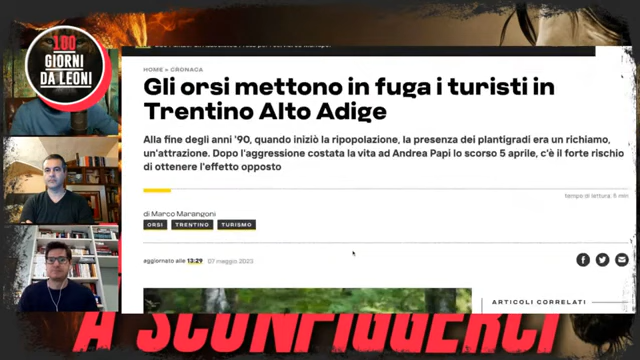 100
GIORNI
DA LEONI
HOME » CRONACA
Gli orsi mettono in fuga i turisti in
Trentino Alto Adige
Alla fine degli anni '90, quando iniziò la ripopolazione, la presenza dei plantigradi era un richiamo,
un'attrazione. Dopo l'aggressione costata la vita ad Andrea Papi lo scorso 5 aprile, c'è il forte rischio
di ottenere l'effetto opposto
tempo di lettura: 5 min
di Marco Marangoni
ORSI TRENTINO TURISMO
aggiornato alle 13:29 07 maggio 2023
ARTICOLI CORRELATI
A SCONFIGGERCI